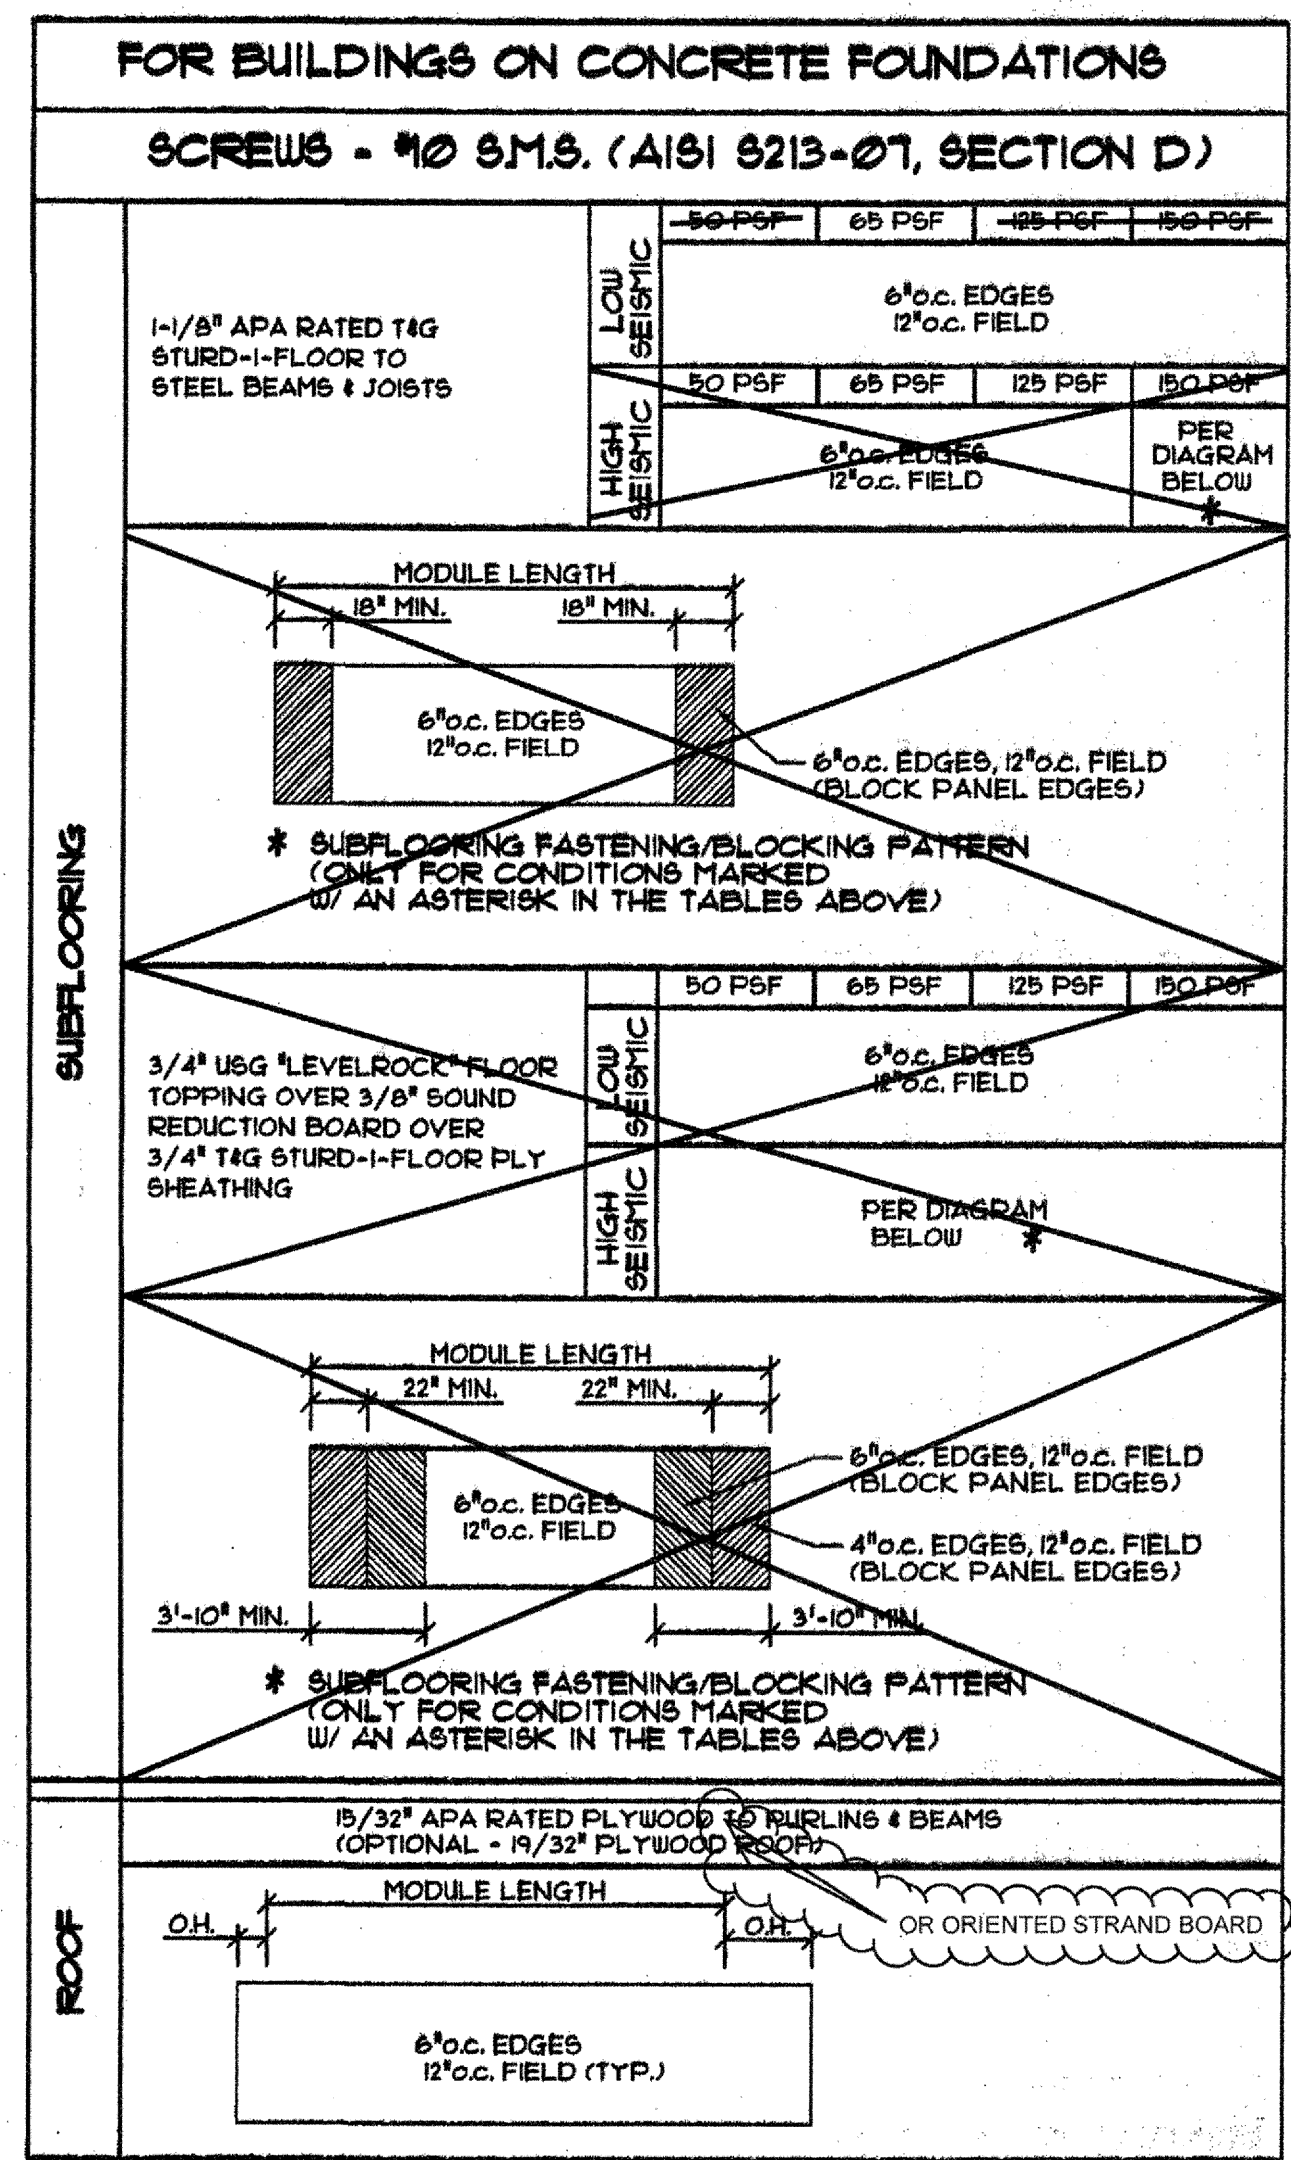 FOR BUILDINGS ON CONCRETE FOUNDATIONS
SCREWS - #10 S.M.S. (AISI S213-07, SECTION D)
SUBFLOORING
1-1/8" APA RATED T&G
STURD-I-FLOOR TO
STEEL BEAMS & JOISTS
LOW
SEISMIC
50 PSF 65 PSF 125 PSF 150 PSF
6"o.c. EDGES
12"o.c. FIELD
HIGH
SEISMIC
50 PSF 65 PSF 125 PSF 150 PSF
6"o.c. EDGES
12"o.c. FIELD
PER
DIAGRAM
BELOW
*
MODULE LENGTH
18" MIN. 18" MIN.
6"o.c. EDGES
12"o.c. FIELD
6"o.c. EDGES, 12"o.c. FIELD
(BLOCK PANEL EDGES)
* SUBFLOORING FASTENING/BLOCKING PATTERN
(ONLY FOR CONDITIONS MARKED
W/ AN ASTERISK IN THE TABLES ABOVE)
3/4" USG "LEVELROCK" FLOOR
TOPPING OVER 3/8" SOUND
REDUCTION BOARD OVER
3/4" T&G STURD-I-FLOOR PLY
SHEATHING
50 PSF 65 PSF 125 PSF 150 PSF
LOW
SEISMIC
6"o.c. EDGES
12"o.c. FIELD
HIGH
SEISMIC
PER DIAGRAM
BELOW *
MODULE LENGTH
22" MIN. 22" MIN.
6"o.c. EDGES
12"o.c. FIELD
6"o.c. EDGES, 12"o.c. FIELD
(BLOCK PANEL EDGES)
4"o.c. EDGES, 12"o.c. FIELD
(BLOCK PANEL EDGES)
3'-10" MIN. 3'-10" MIN.
* SUBFLOORING FASTENING/BLOCKING PATTERN
(ONLY FOR CONDITIONS MARKED
W/ AN ASTERISK IN THE TABLES ABOVE)
ROOF
15/32" APA RATED PLYWOOD TO PURLINS & BEAMS
(OPTIONAL - 19/32" PLYWOOD ROOF)
MODULE LENGTH
O.H. O.H.
OR ORIENTED STRAND BOARD
6"o.c. EDGES
12"o.c. FIELD (TYP.)